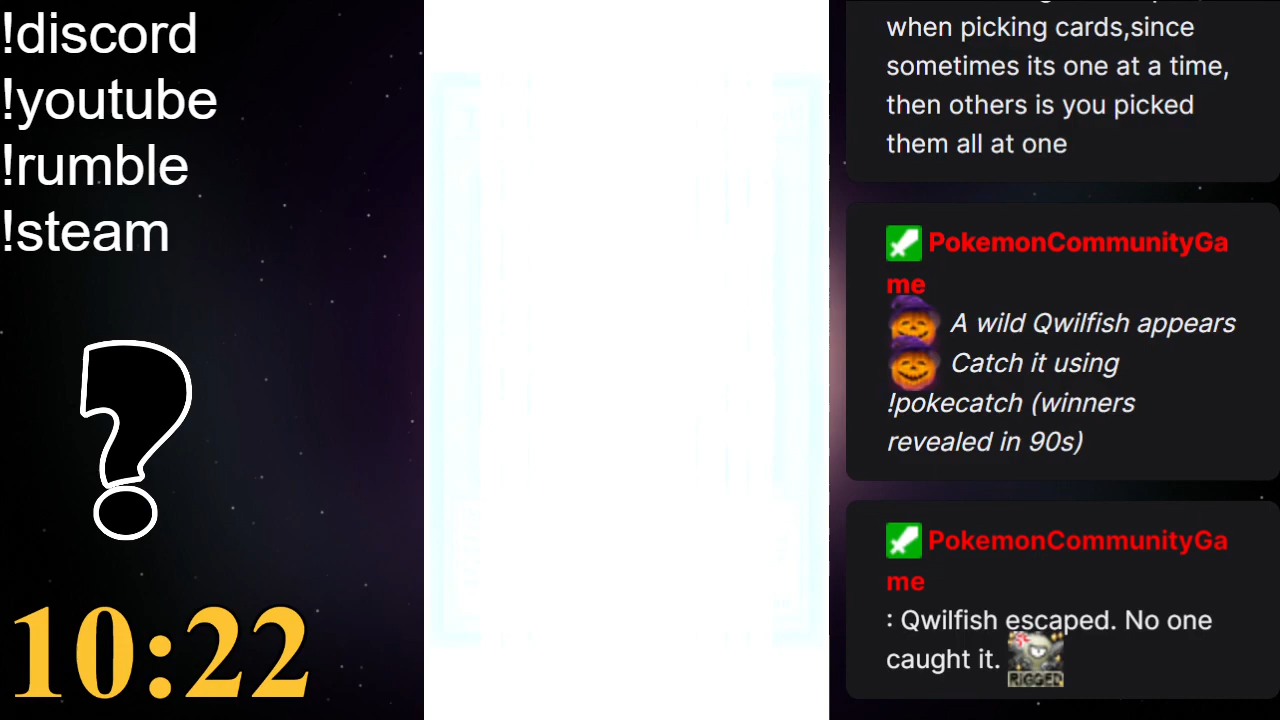 !discord
!youtube
!rumble
!steam
10:22
when picking cards,since
sometimes its one at a time,
then others is you picked
them all at one
PokemonCommunityGa
me
A wild Qwilfish appears
Catch it using
!pokecatch (winners
revealed in 90s)
PokemonCommunityGa
me
: Qwilfish escaped. No one
caught it.
RIGGED